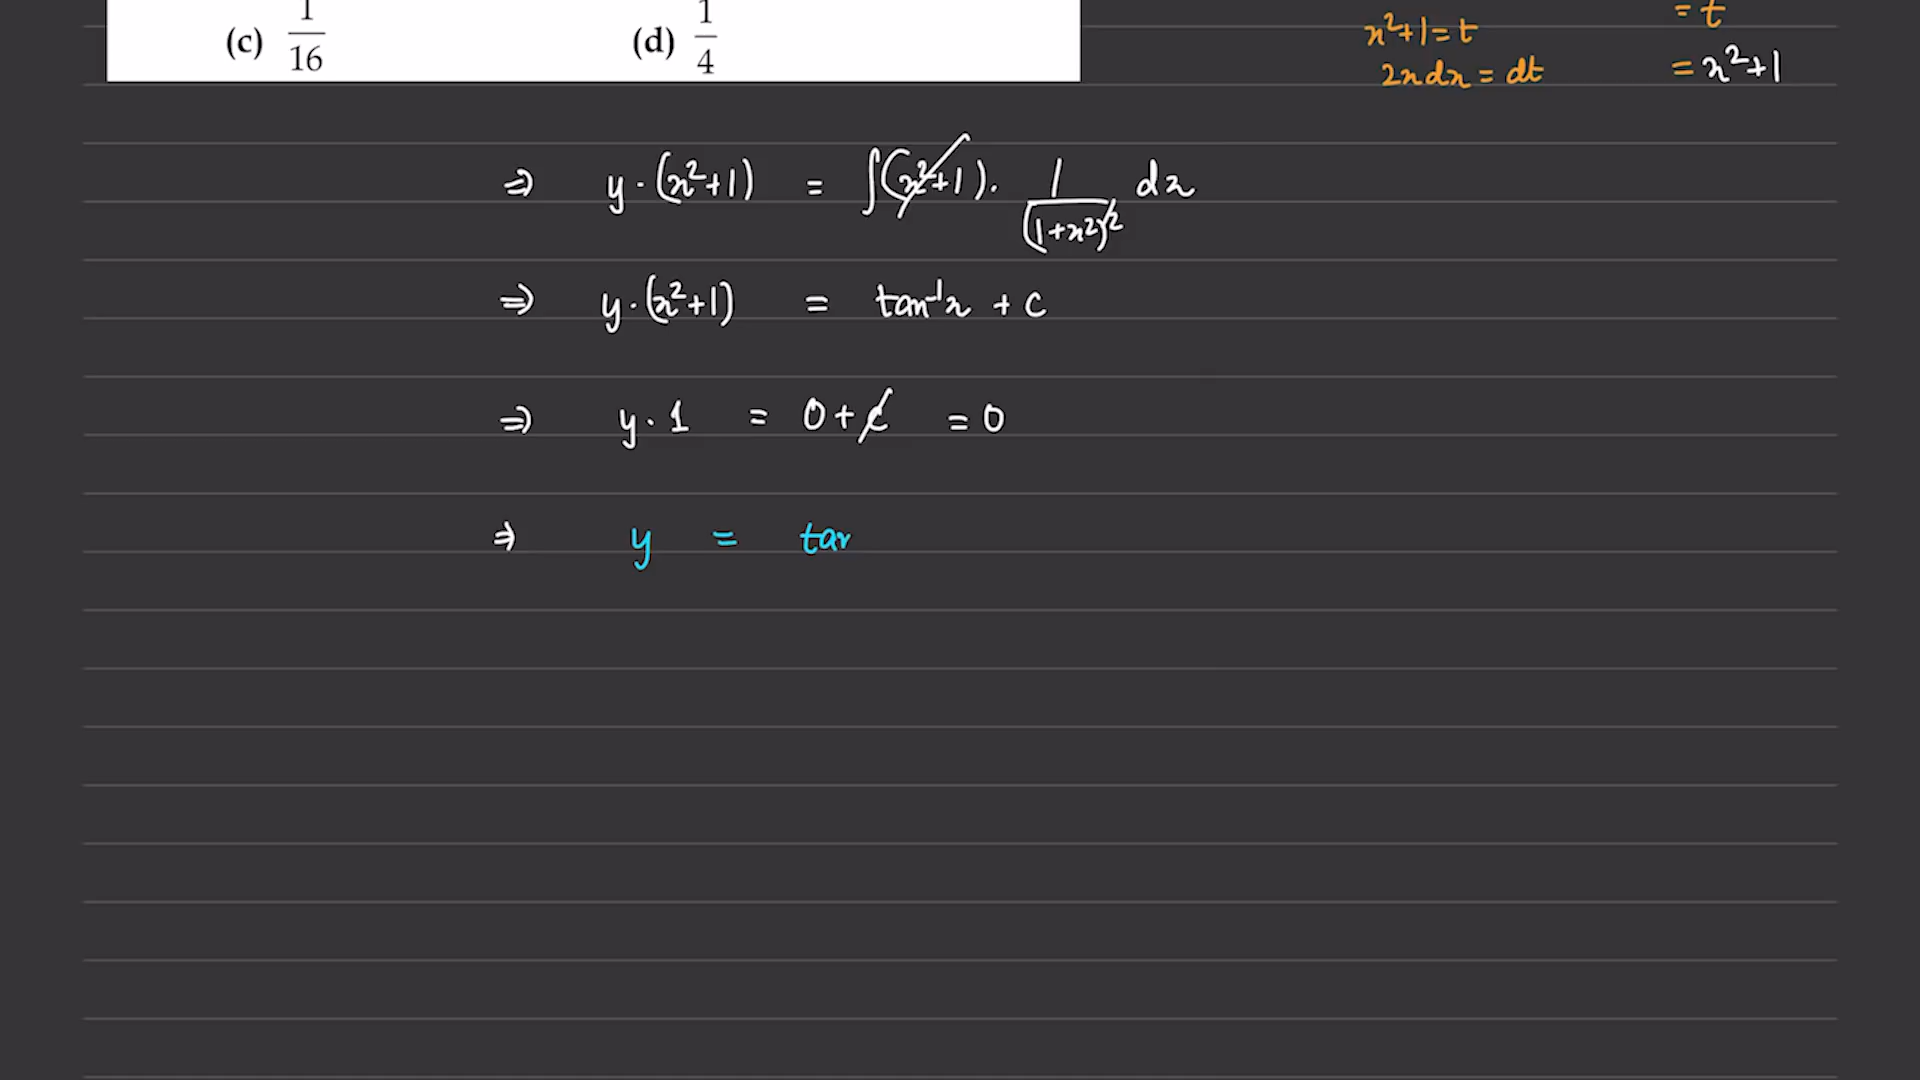 (c) 1/16 (d) 1/4
x²+1 = t
2x dx = dt
= t
= x²+1
⇒ y · (x²+1) = ∫(x²+1) · 1/(1+x²)² dx
⇒ y · (x²+1) = tan⁻¹x + c
⇒ y · 1 = 0 + c = 0
⇒ y = tan